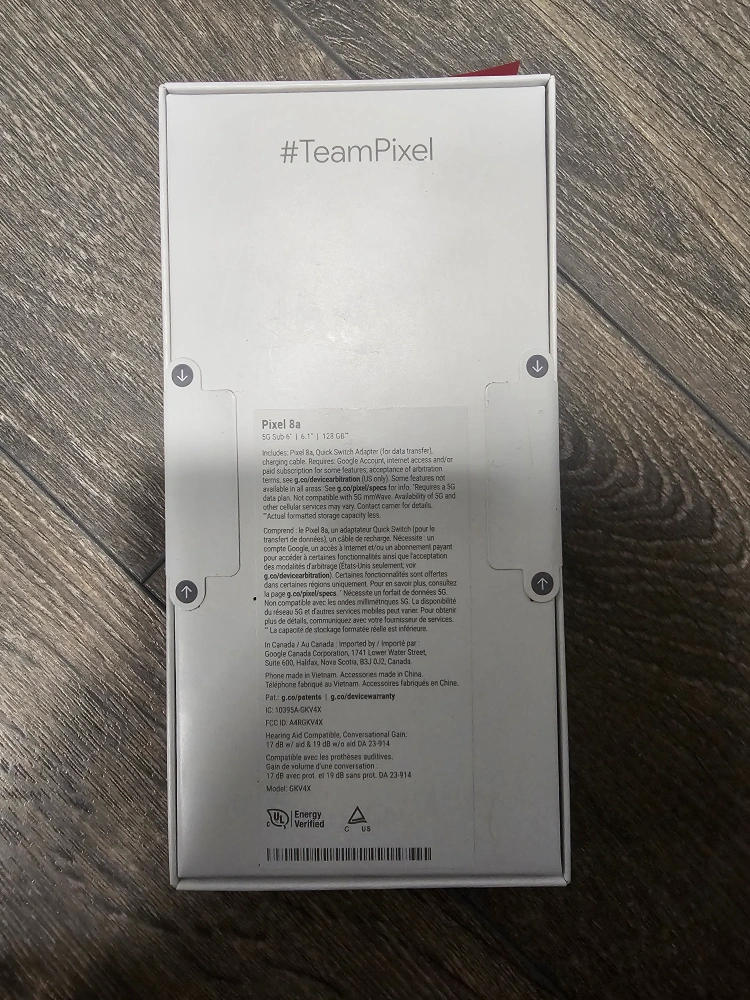 #TeamPixel
Pixel 8a
5G Sub 6* | 6.1" | 128 GB**
Includes: Pixel 8a, Quick Switch Adapter (for data transfer),
charging cable. Requires: Google Account, internet access and/or
paid subscription for some features, acceptance of arbitration
terms, see g.co/devicearbitration (US only). Some features not
available in all areas. See g.co/pixel/specs for info. *Requires a 5G
data plan. Not compatible with 5G mmWave. Availability of 5G and
other cellular services may vary. Contact carrier for details.
**Actual formatted storage capacity less.
Comprend : le Pixel 8a, un adaptateur Quick Switch (pour le
transfert de données), un câble de recharge. Nécessite : un
compte Google, un accès à Internet et/ou un abonnement payant
pour accéder à certaines fonctionnalités ainsi que l'acceptation
des modalités d'arbitrage (États-Unis seulement; voir
g.co/devicearbitration). Certaines fonctionnalités sont offertes
dans certaines régions uniquement. Pour en savoir plus, consultez
la page g.co/pixel/specs. * Nécessite un forfait de données 5G.
Non compatible avec les ondes millimétriques 5G. La disponibilité
du réseau 5G et d'autres services mobiles peut varier. Pour obtenir
plus de détails, communiquez avec votre fournisseur de services.
** La capacité de stockage formatée réelle est inférieure.
In Canada / Au Canada : Imported by / Importé par
Google Canada Corporation, 1741 Lower Water Street,
Suite 600, Halifax, Nova Scotia, B3J 0J2, Canada.
Phone made in Vietnam. Accessories made in China.
Téléphone fabriqué au Vietnam. Accessoires fabriqués en Chine.
Pat.: g.co/patents | g.co/devicewarranty
IC: 10395A-GKV4X
FCC ID: A4RGKV4X
Hearing Aid Compatible, Conversational Gain:
17 dB w/ aid & 19 dB w/o aid DA 23-914
Compatible avec les prothèses auditives.
Gain de volume d'une conversation :
17 dB avec prot. et 19 dB sans prot. DA 23-914
Model: GKV4X
c UL Energy
Verified
C US